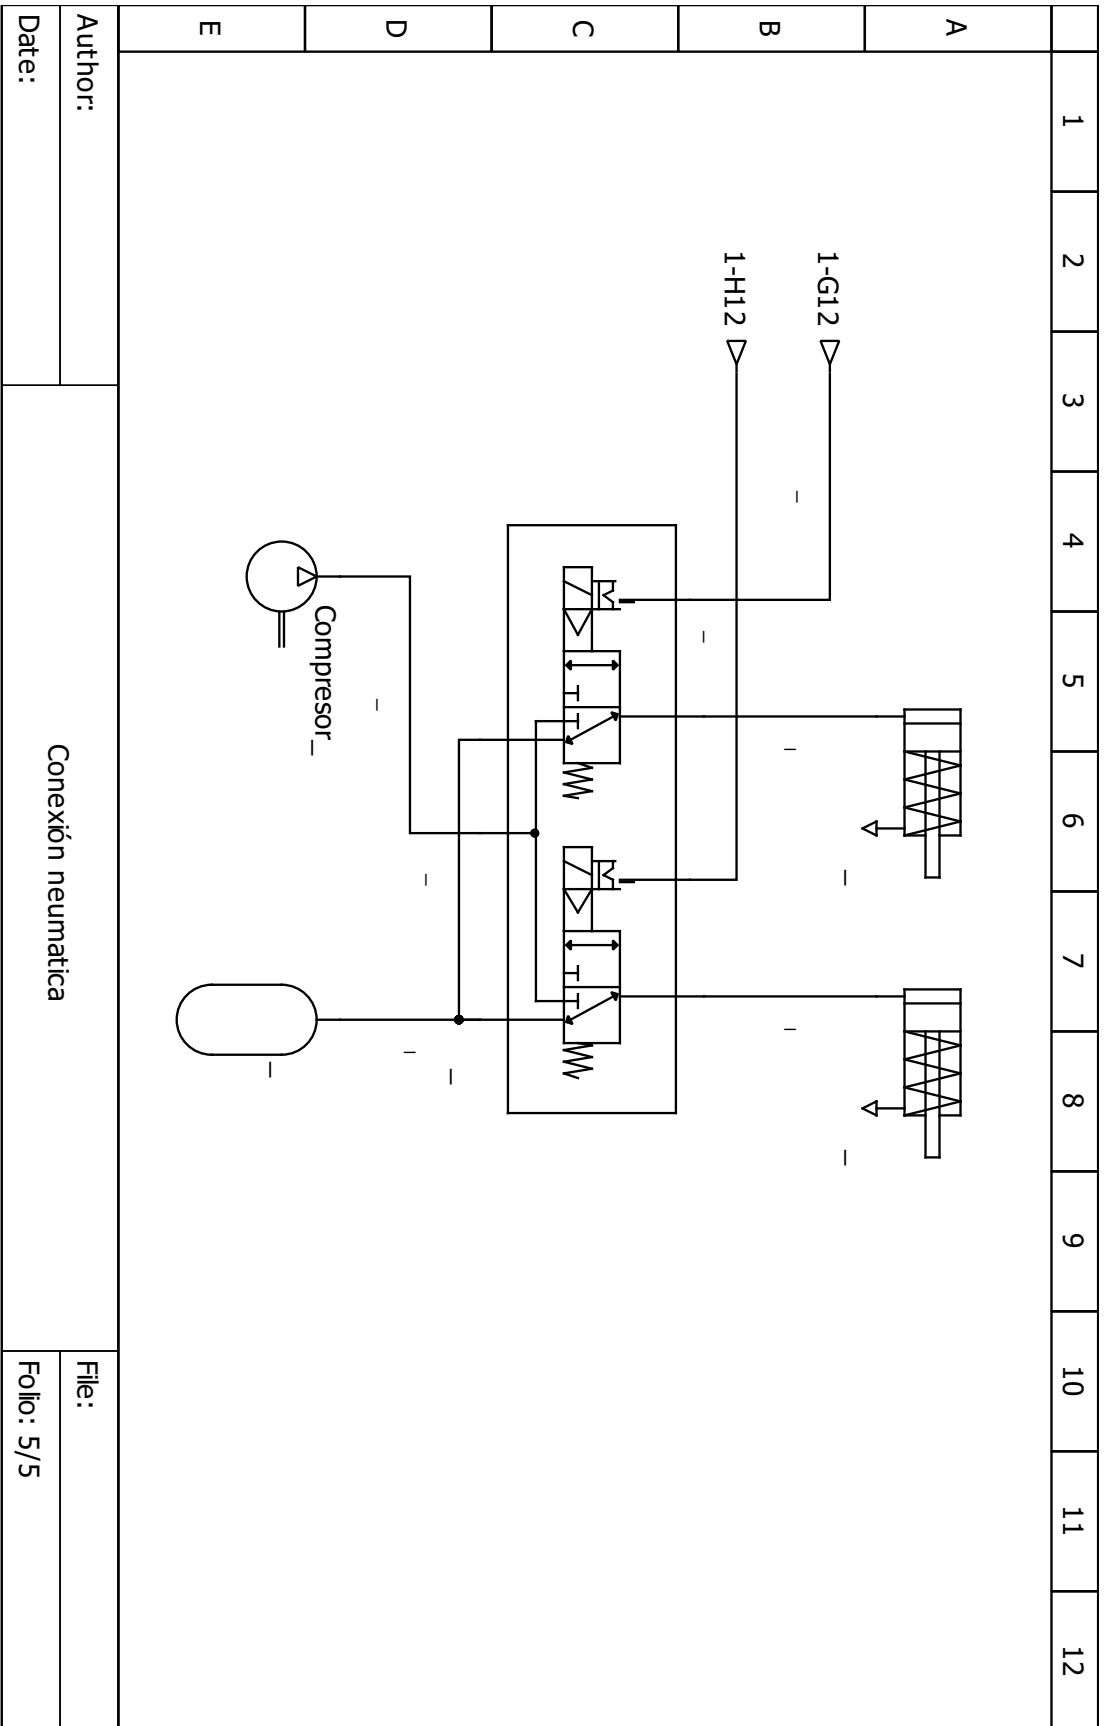 1
2
3
4
5
6
7
8
9
10
11
12
A
B
C
D
E
1-G12
1-H12
Compresor_
_
_
_
_
_
_
_
_
_
_
_
Author:
Date:
Conexión neumatica
File:
Folio: 5/5